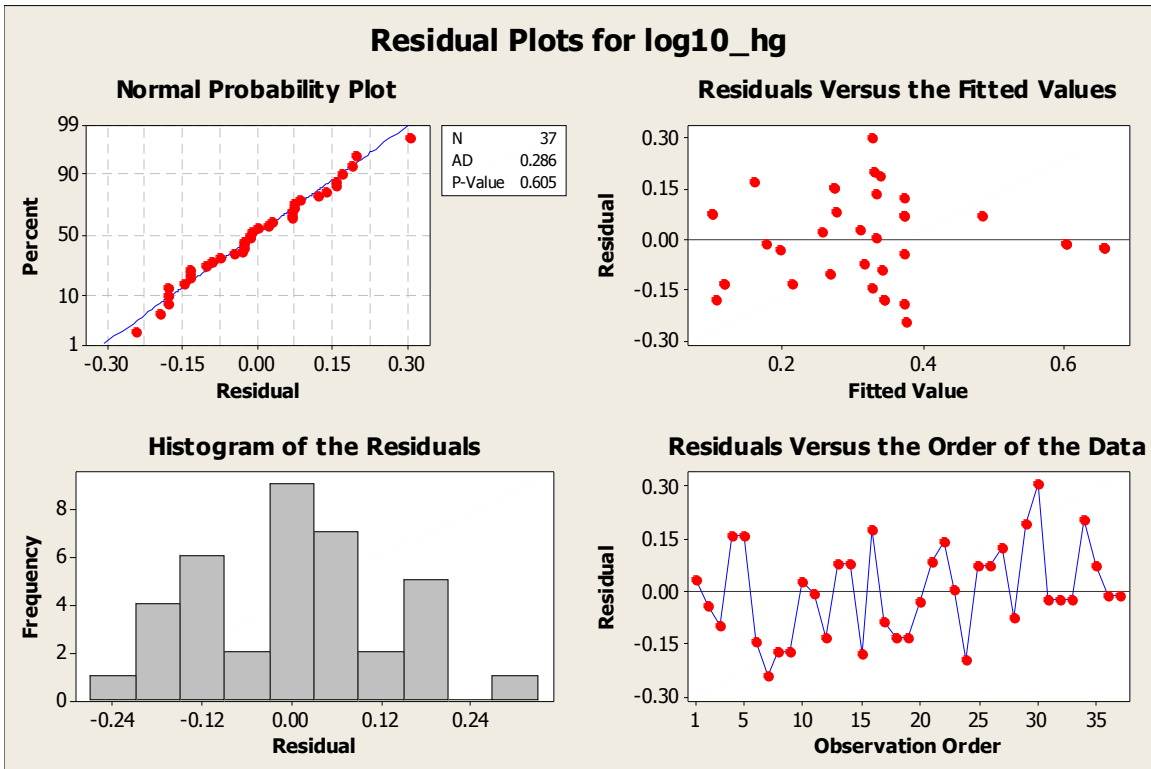 Residual Plots for log10_hg
Normal Probability Plot
99
90
50
10
1
Percent
-0.30 -0.15 0.00 0.15 0.30
Residual
N 37
AD 0.286
P-Value 0.605
Residuals Versus the Fitted Values
0.30
0.15
0.00
-0.15
-0.30
Residual
0.2 0.4 0.6
Fitted Value
Histogram of the Residuals
8
6
4
2
0
Frequency
-0.24 -0.12 0.00 0.12 0.24
Residual
Residuals Versus the Order of the Data
0.30
0.15
0.00
-0.15
-0.30
Residual
1 5 10 15 20 25 30 35
Observation Order